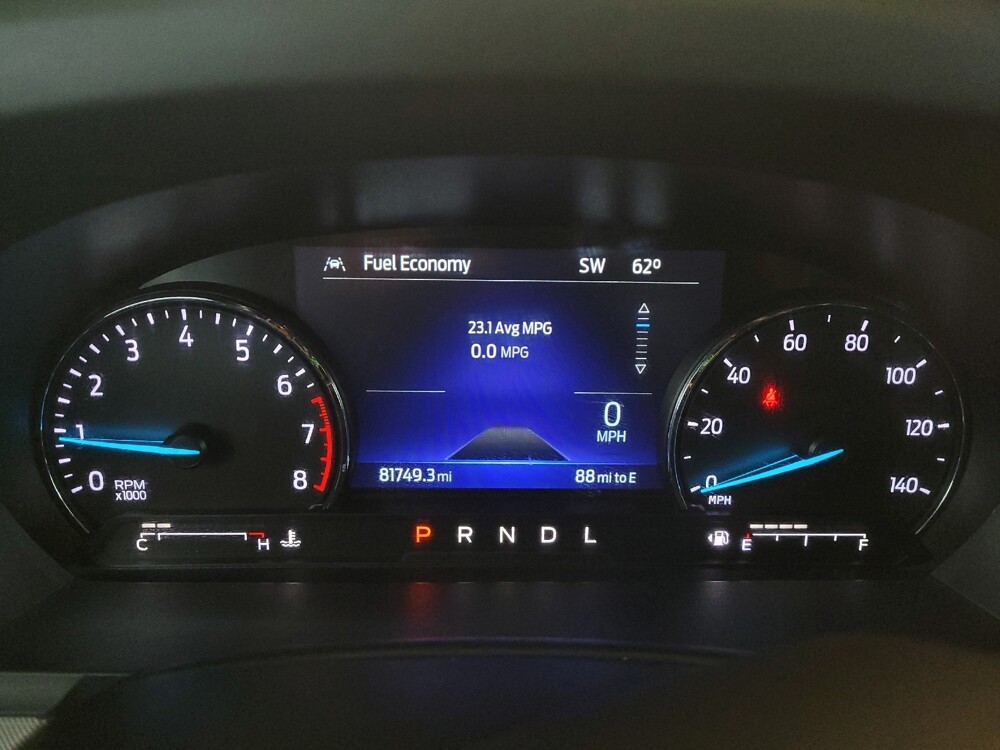 Fuel Economy SW 62º
23.1 Avg MPG
0.0 MPG
0
MPH
81749.3 mi 88 mi to E
0
1
2
3
4
5
6
7
8
RPM
x1000
0
20
40
60
80
100
120
140
MPH
C H
P R N D L
E F